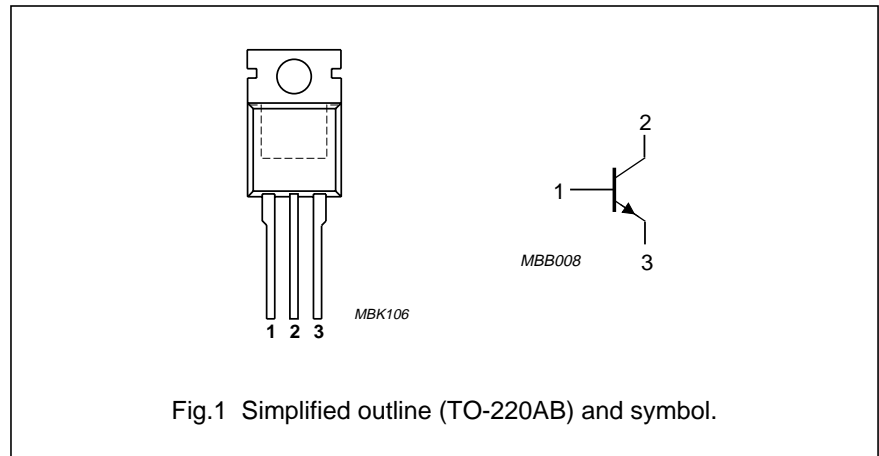 MBK106
1 2 3
2
1
MBB008
3
Fig.1 Simplified outline (TO-220AB) and symbol.